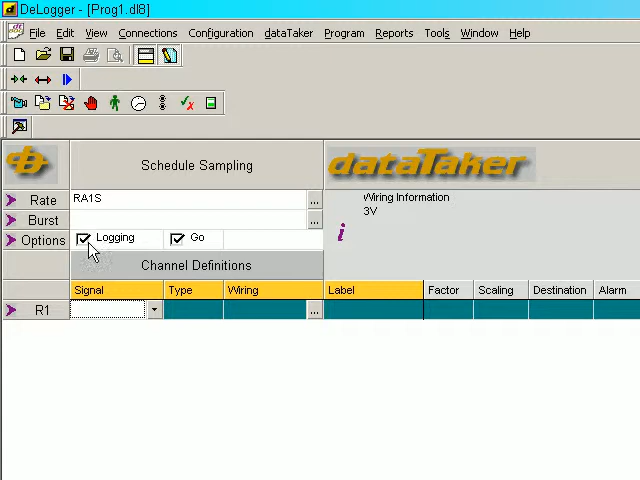 DeLogger - [Prog1.dl8]
File Edit View Connections Configuration dataTaker Program Reports Tools Window Help
Schedule Sampling
dataTaker
Rate RA1S ...
Wiring Information
3V
Burst ...
Options Logging Go
i
Channel Definitions
Signal Type Wiring Label Factor Scaling Destination Alarm
R1 ...